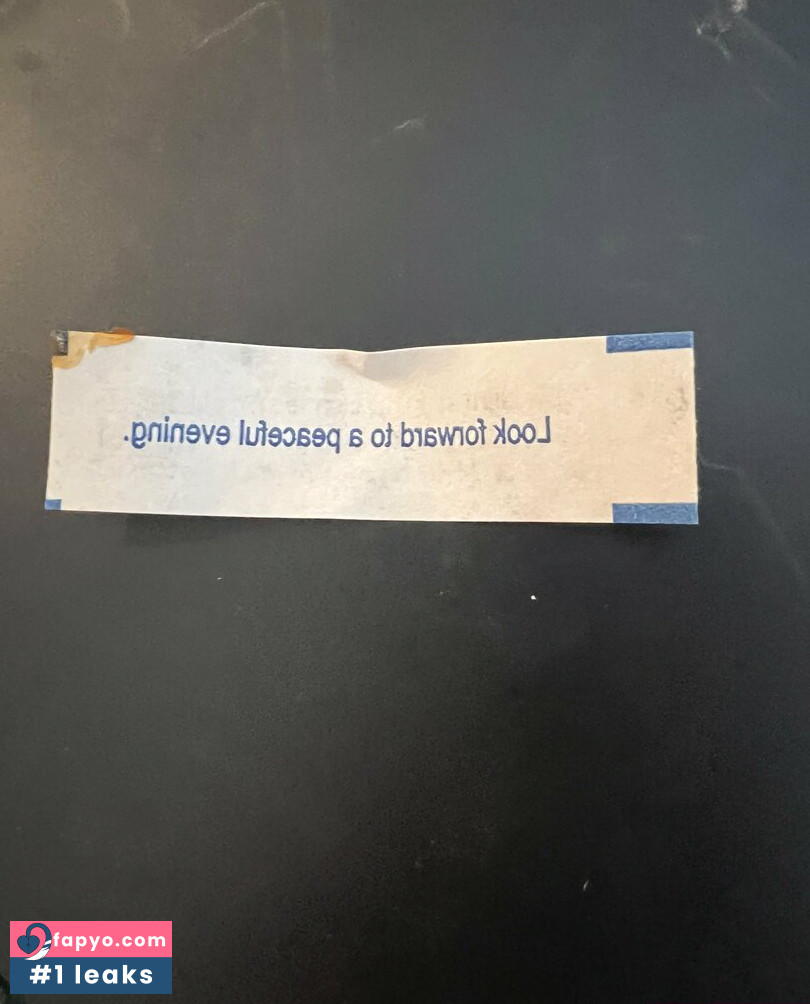 Look forward to a peaceful evening.
fapyo.com
#1 leaks